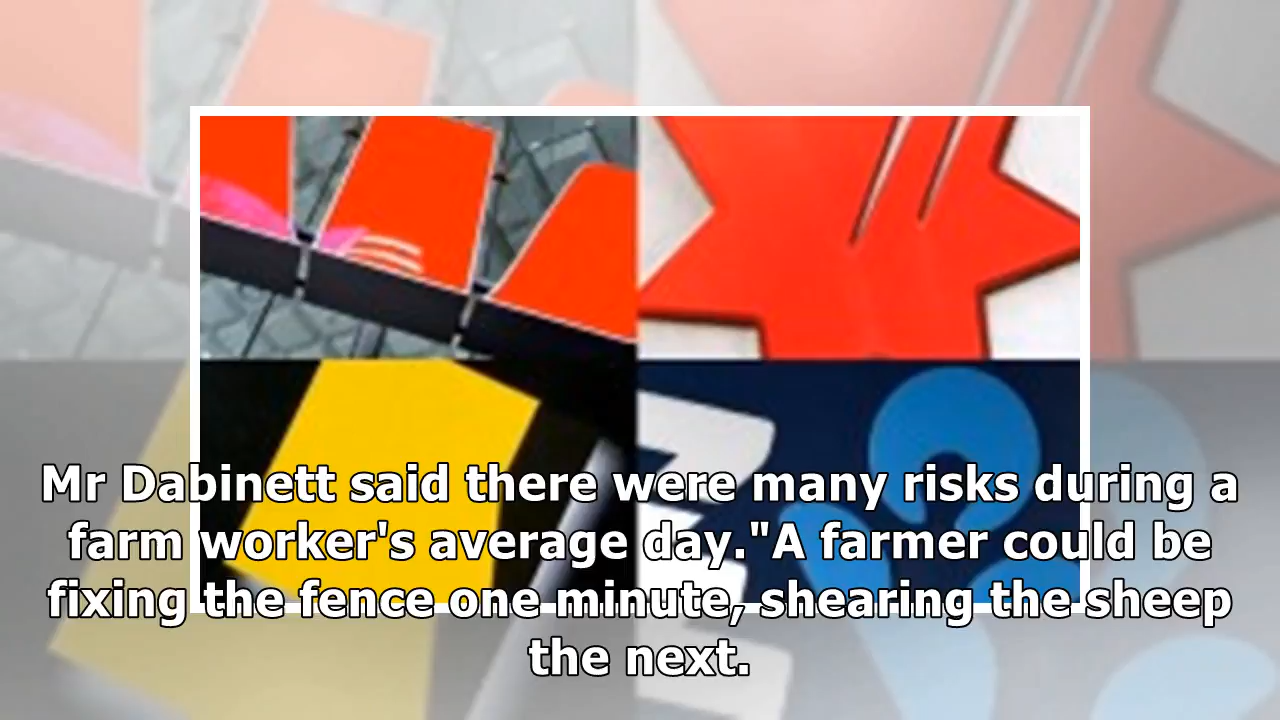 Mr Dabinett said there were many risks during a
farm worker's average day."A farmer could be
fixing the fence one minute, shearing the sheep
the next.